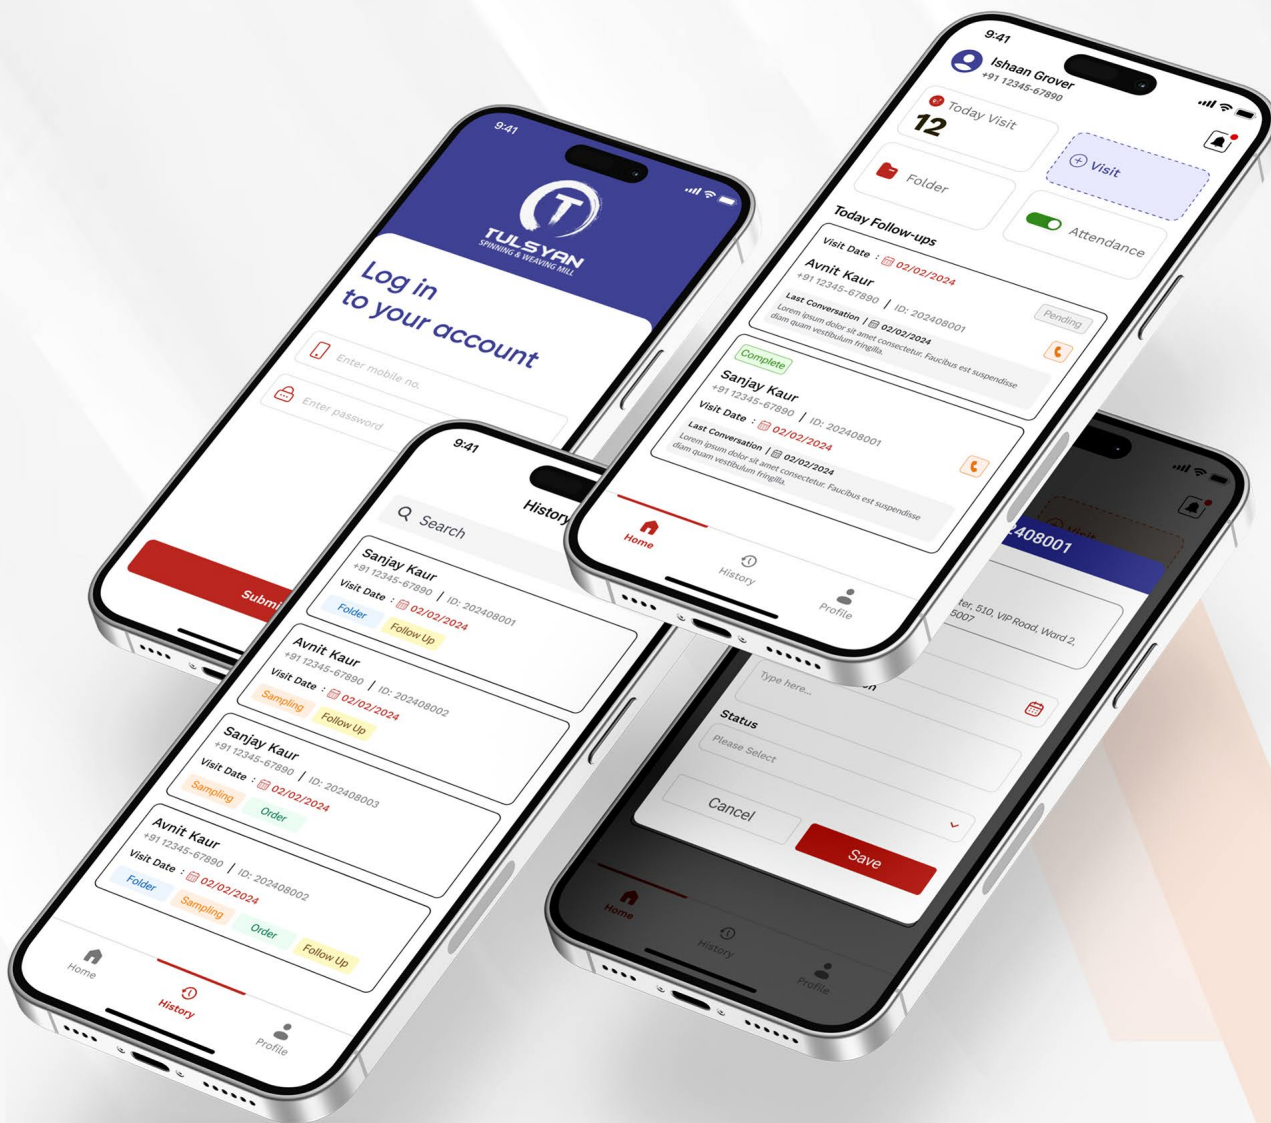 9:41
TULSYAN
SPINNING & WEAVING MILL
Log in
to your account
Enter mobile no.
Enter password
9:41
Ishaan Grover
+91 12345-67890
Today Visit
12
Visit
Folder
Attendance
Today Follow-ups
Visit Date : 02/02/2024
Avnit Kaur
+91 12345-67890 | ID: 202408001
Pending
Last Conversation | 02/02/2024
Lorem ipsum dolor sit amet consectetur. Faucibus est suspendisse
diam quam vestibulum fringilla.
Complete
Sanjay Kaur
+91 12345-67890 | ID: 202408001
Visit Date : 02/02/2024
Last Conversation | 02/02/2024
Lorem ipsum dolor sit amet consectetur. Faucibus est suspendisse
diam quam vestibulum fringilla.
Home
History
Profile
9:41
History
Search
Sanjay Kaur
+91 12345-67890 | ID: 202408001
Visit Date : 02/02/2024
Folder Follow Up
Avnit Kaur
+91 12345-67890 | ID: 202408002
Visit Date : 02/02/2024
Sampling Follow Up
Sanjay Kaur
+91 12345-67890 | ID: 202408003
Visit Date : 02/02/2024
Sampling Order
Avnit Kaur
+91 12345-67890 | ID: 202408002
Visit Date : 02/02/2024
Folder Sampling Order Follow Up
Home
History
Profile
Visit
510, VIP Road, Ward 2,
Type here...
Status
Please Select
Cancel
Save
Home
History
Profile